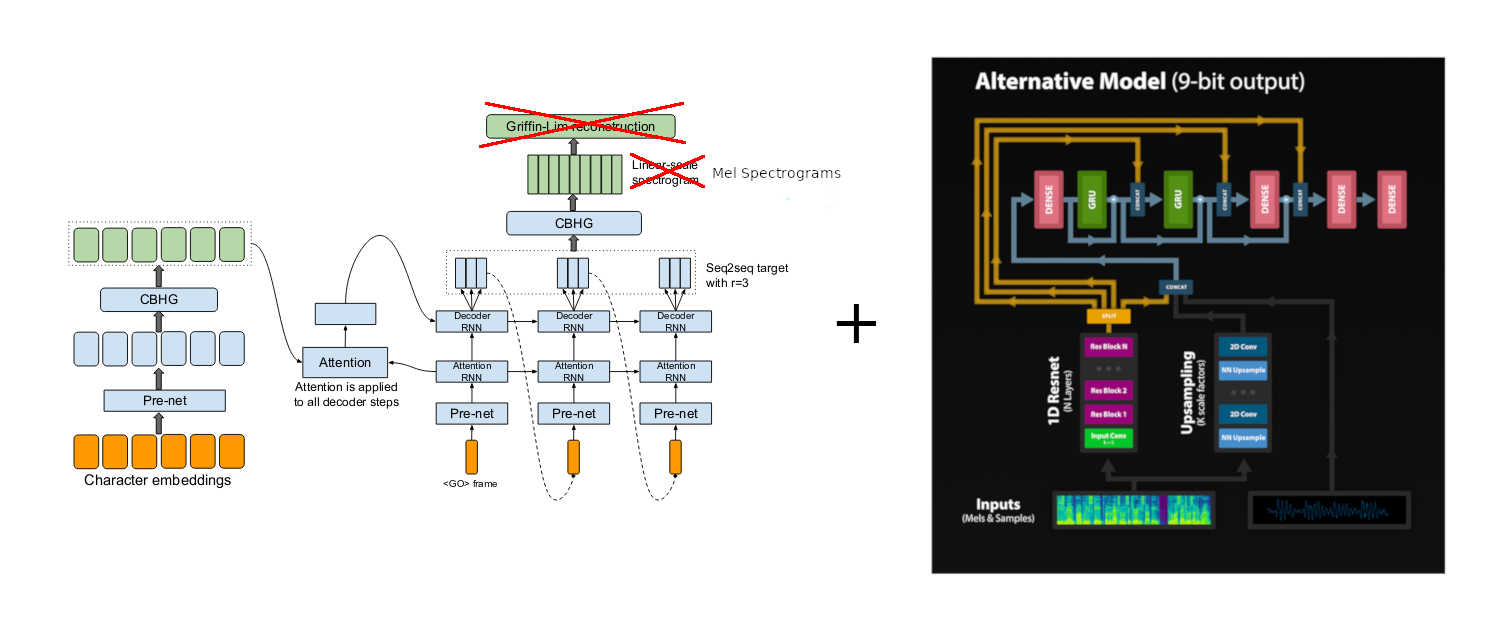 CBHG
Pre-net
Character embeddings
Attention
Attention is applied
to all decoder steps
Griffin-Lim reconstruction
Linear-scale
spectrogram
Mel Spectrograms
CBHG
Seq2seq target
with r=3
Decoder
RNN
Decoder
RNN
Decoder
RNN
Attention
RNN
Attention
RNN
Attention
RNN
Pre-net
Pre-net
Pre-net
<GO> frame
+
Alternative Model (9-bit output)
DENSE
GRU
CONCAT
GRU
CONCAT
DENSE
CONCAT
DENSE
DENSE
CONCAT
SPLIT
1D Resnet
(N Layers)
Res Block N
Res Block 2
Res Block 1
Input Conv
k = 5
Upsampling
(K scale factors)
2D Conv
NN Upsample
2D Conv
NN Upsample
Inputs
(Mels & Samples)